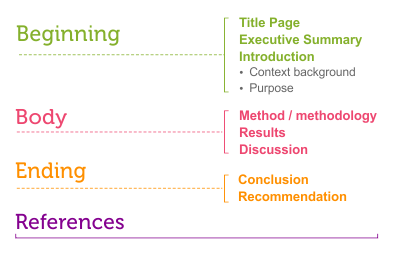 Beginning
Title Page
Executive Summary
Introduction
• Context background
• Purpose
Body
Method / methodology
Results
Discussion
Ending
Conclusion
Recommendation
References